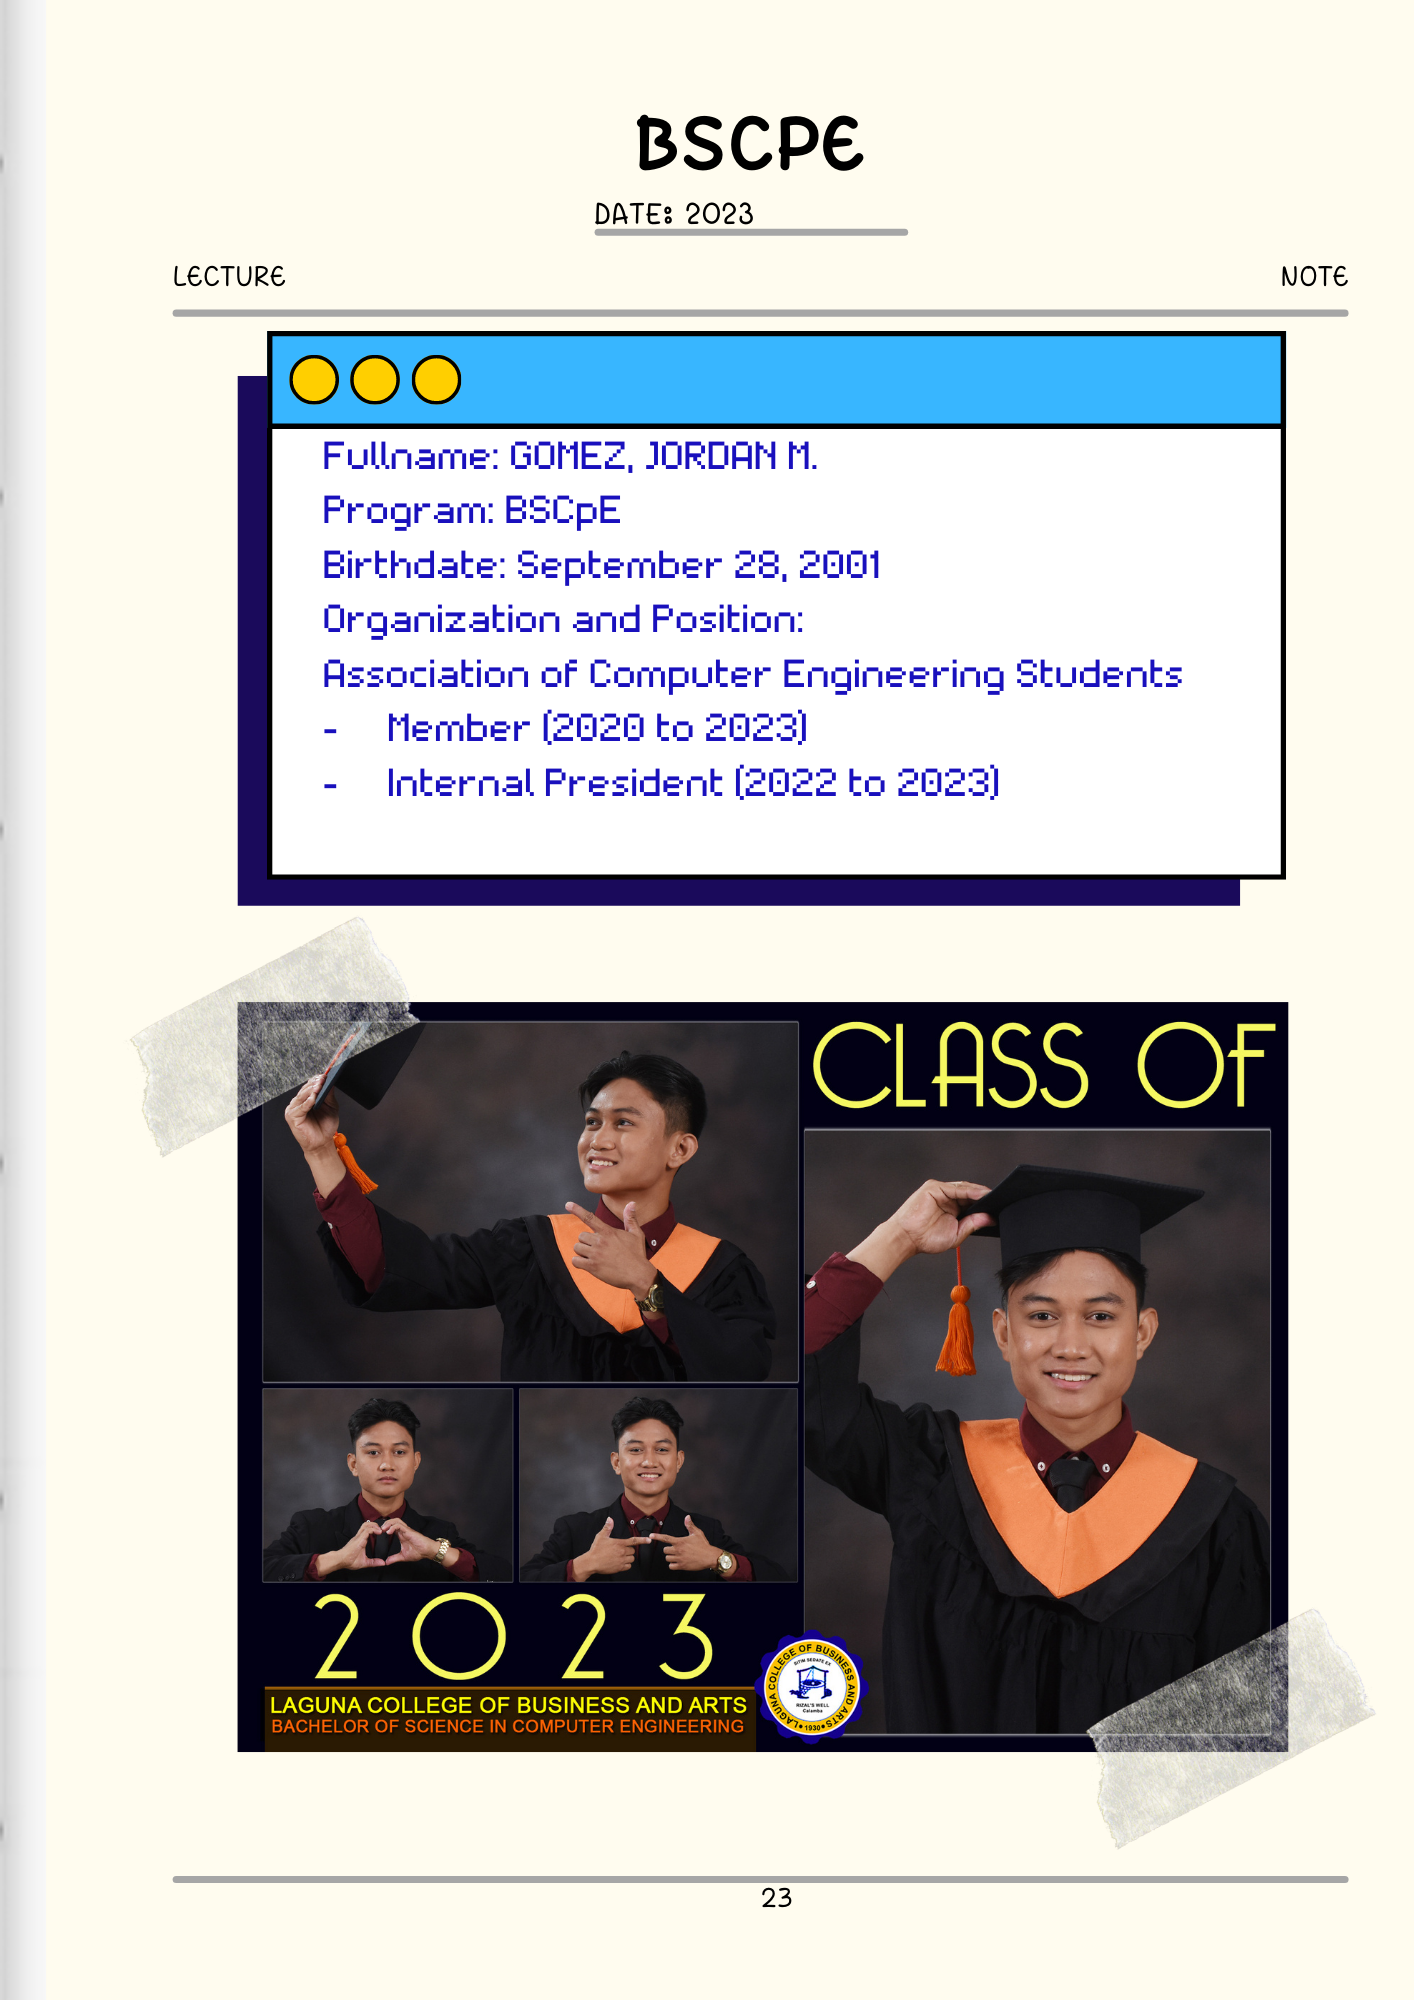 BSCPE
DATE: 2023
LECTURE
NOTE
Fullname: GOMEZ, JORDAN M.
Program: BSCpE
Birthdate: September 28, 2001
Organization and Position:
Association of Computer Engineering Students
- Member (2020 to 2023)
- Internal President (2022 to 2023)
CLASS OF
2023
LAGUNA COLLEGE OF BUSINESS AND ARTS
BACHELOR OF SCIENCE IN COMPUTER ENGINEERING
LAGUNA COLLEGE OF BUSINESS AND ARTS
SITIM SEDATE EX
RIZAL'S WELL
Calamba
1930
23